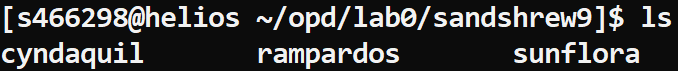 [s466298@helios ~/opd/lab0/sandshrew9]$ ls
cyndaquil       rampardos       sunflora